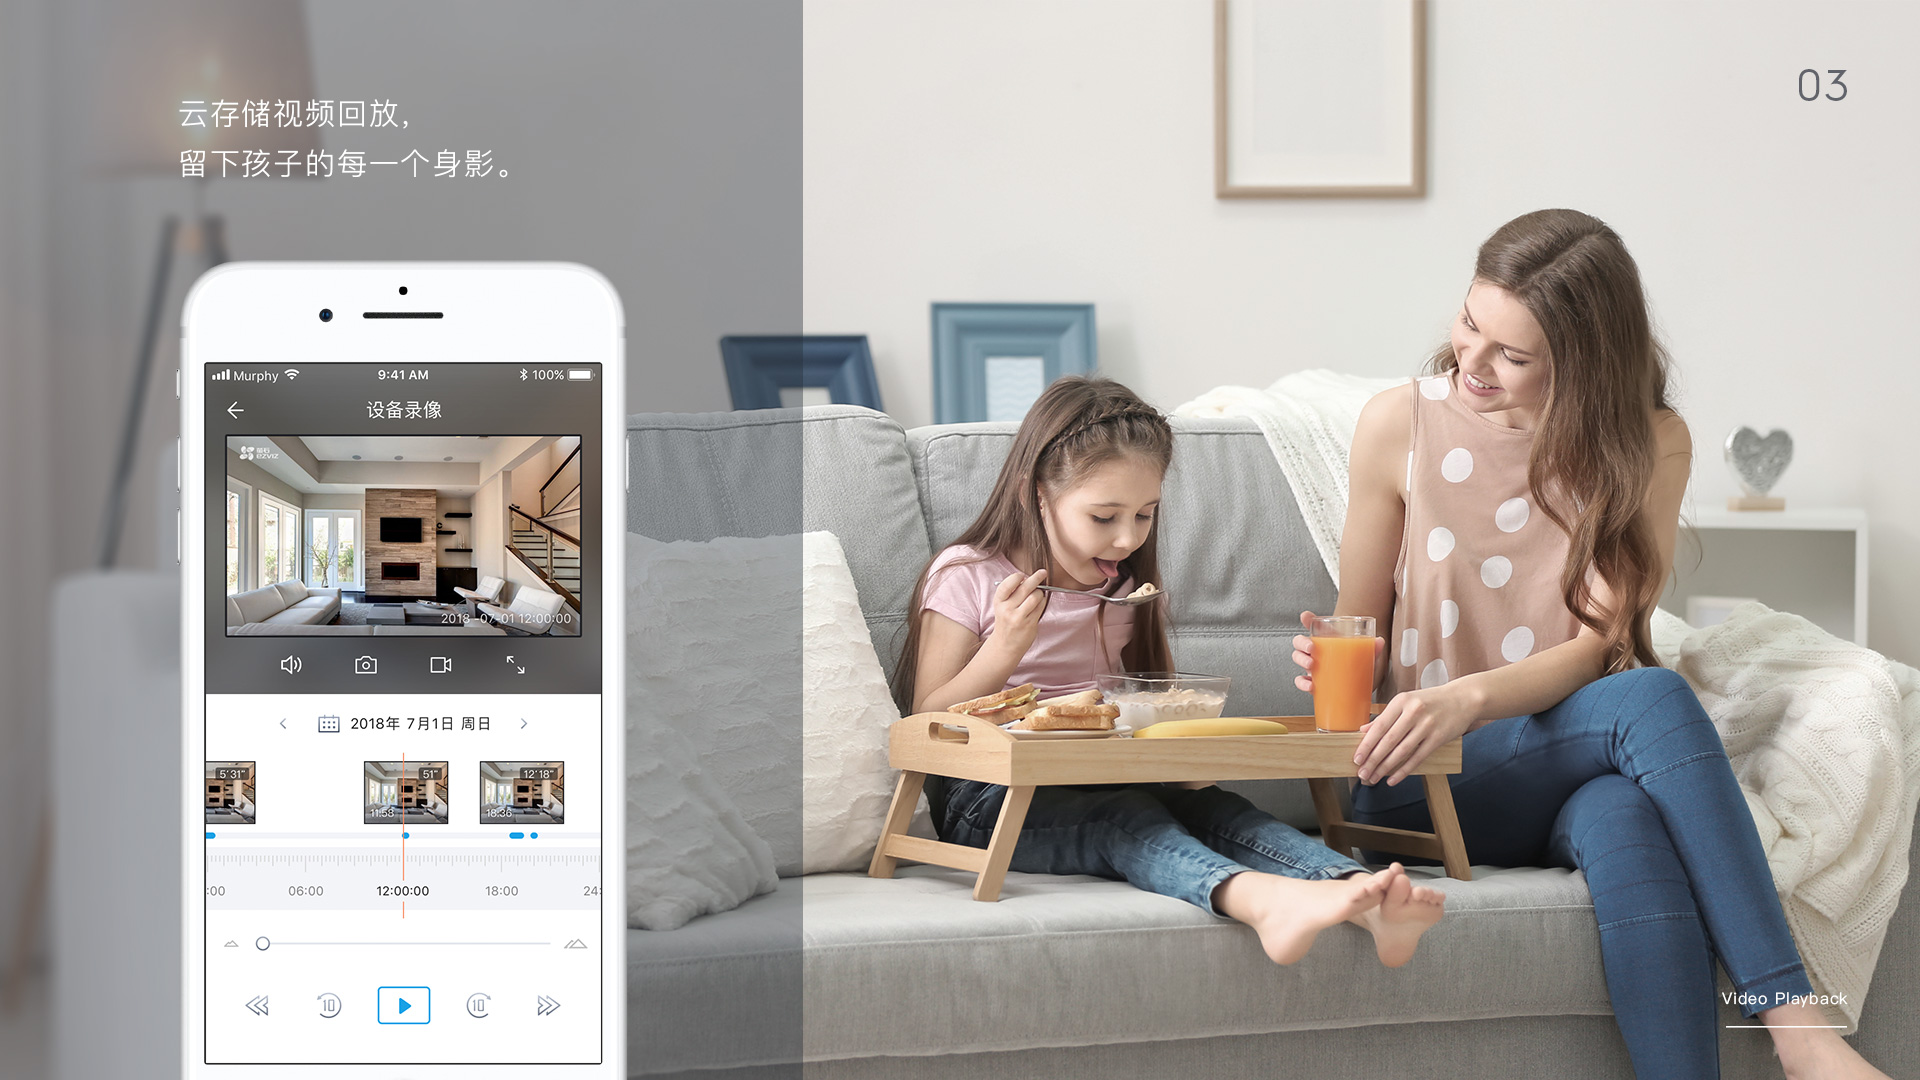 云存储视频回放，
留下孩子的每一个身影。
03
Murphy
9:41 AM
100%
设备录像
萤石
ezviz
2018-07-01 12:00:00
2018年 7月1日 周日
5'31"
51"
12'18"
11:58
18:36
:00
06:00
12:00:00
18:00
24:
10
10
Video Playback